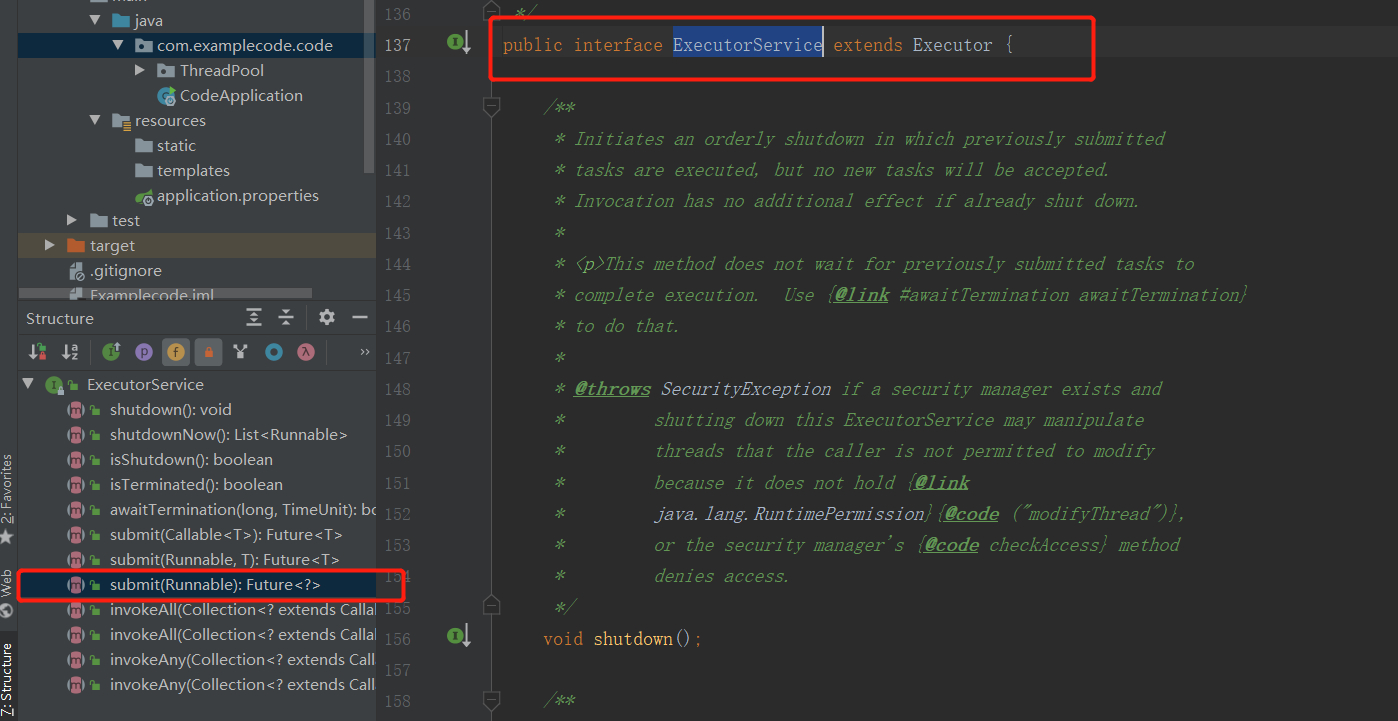 main
java
com.examplecode.code
ThreadPool
CodeApplication
resources
static
templates
application.properties
test
target
.gitignore
Examplecode.iml
Structure
ExecutorService
shutdown(): void
shutdownNow(): List<Runnable>
isShutdown(): boolean
isTerminated(): boolean
awaitTermination(long, TimeUnit): bo
submit(Callable<T>): Future<T>
submit(Runnable, T): Future<T>
submit(Runnable): Future<?>
invokeAll(Collection<? extends Calla
invokeAll(Collection<? extends Calla
invokeAny(Collection<? extends Call
invokeAny(Collection<? extends Call
2: Favorites
Web
Z: Structure
136 */
137 public interface ExecutorService extends Executor {
138
139 /**
140 * Initiates an orderly shutdown in which previously submitted
141 * tasks are executed, but no new tasks will be accepted.
142 * Invocation has no additional effect if already shut down.
143 *
144 * <p>This method does not wait for previously submitted tasks to
145 * complete execution.  Use {@link #awaitTermination awaitTermination}
146 * to do that.
147 *
148 * @throws SecurityException if a security manager exists and
149 *         shutting down this ExecutorService may manipulate
150 *         threads that the caller is not permitted to modify
151 *         because it does not hold {@link
152 *         java.lang.RuntimePermission}{@code ("modifyThread")},
153 *         or the security manager's {@code checkAccess} method
154 *         denies access.
155 */
156 void shutdown();
157
158 /**